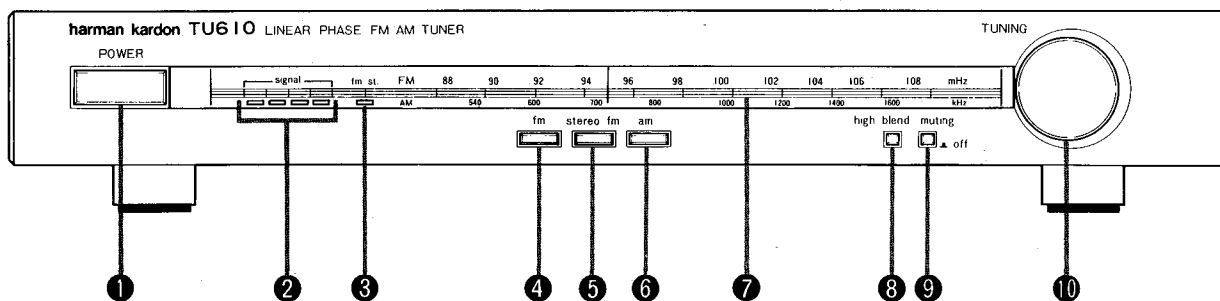 harman kardon TU610 LINEAR PHASE FM AM TUNER
TUNING
POWER
signal fm st. FM 88 90 92 94 96 98 100 102 104 106 108 mHz
AM 540 600 700 800 1000 1200 1400 1600 kHz
fm stereo fm am high blend muting
off
1 2 3 4 5 6 7 8 9 10